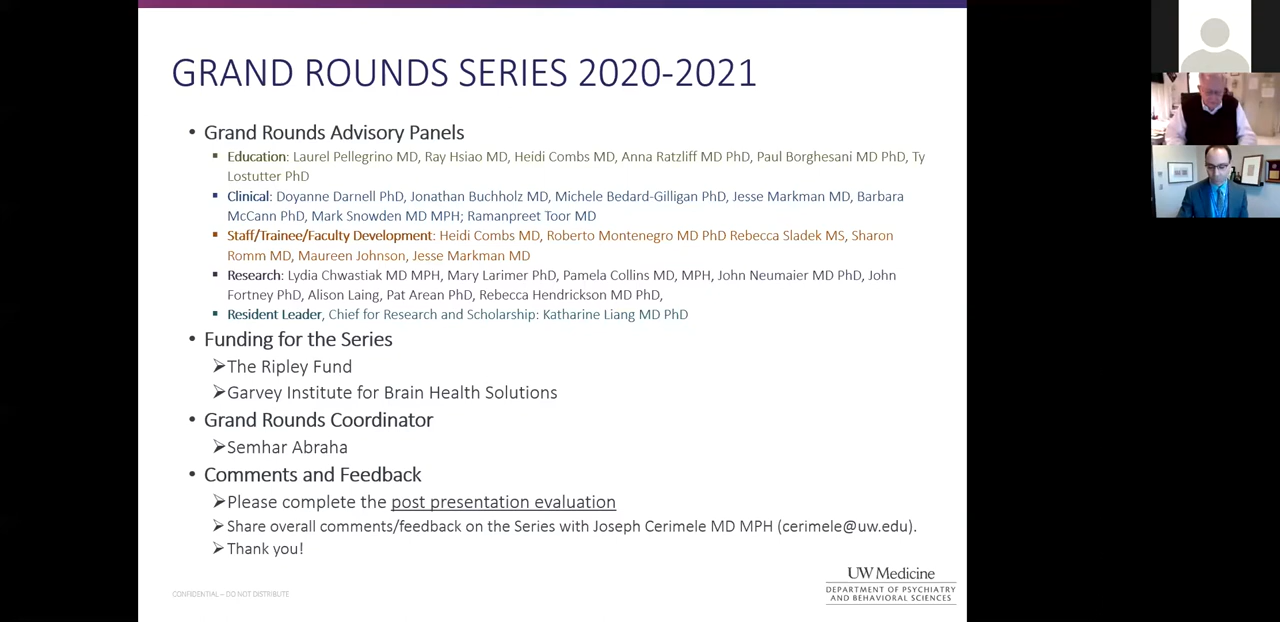 GRAND ROUNDS SERIES 2020-2021
• Grand Rounds Advisory Panels
▪ Education: Laurel Pellegrino MD, Ray Hsiao MD, Heidi Combs MD, Anna Ratzliff MD PhD, Paul Borghesani MD PhD, Ty
Lostutter PhD
▪ Clinical: Doyanne Darnell PhD, Jonathan Buchholz MD, Michele Bedard-Gilligan PhD, Jesse Markman MD, Barbara
McCann PhD, Mark Snowden MD MPH; Ramanpreet Toor MD
▪ Staff/Trainee/Faculty Development: Heidi Combs MD, Roberto Montenegro MD PhD Rebecca Sladek MS, Sharon
Romm MD, Maureen Johnson, Jesse Markman MD
▪ Research: Lydia Chwastiak MD MPH, Mary Larimer PhD, Pamela Collins MD, MPH, John Neumaier MD PhD, John
Fortney PhD, Alison Laing, Pat Arean PhD, Rebecca Hendrickson MD PhD,
▪ Resident Leader, Chief for Research and Scholarship: Katharine Liang MD PhD
• Funding for the Series
➢The Ripley Fund
➢Garvey Institute for Brain Health Solutions
• Grand Rounds Coordinator
➢Semhar Abraha
• Comments and Feedback
➢Please complete the post presentation evaluation
➢Share overall comments/feedback on the Series with Joseph Cerimele MD MPH (cerimele@uw.edu).
➢Thank you!
CONFIDENTIAL – DO NOT DISTRIBUTE
UW Medicine
DEPARTMENT OF PSYCHIATRY
AND BEHAVIORAL SCIENCES